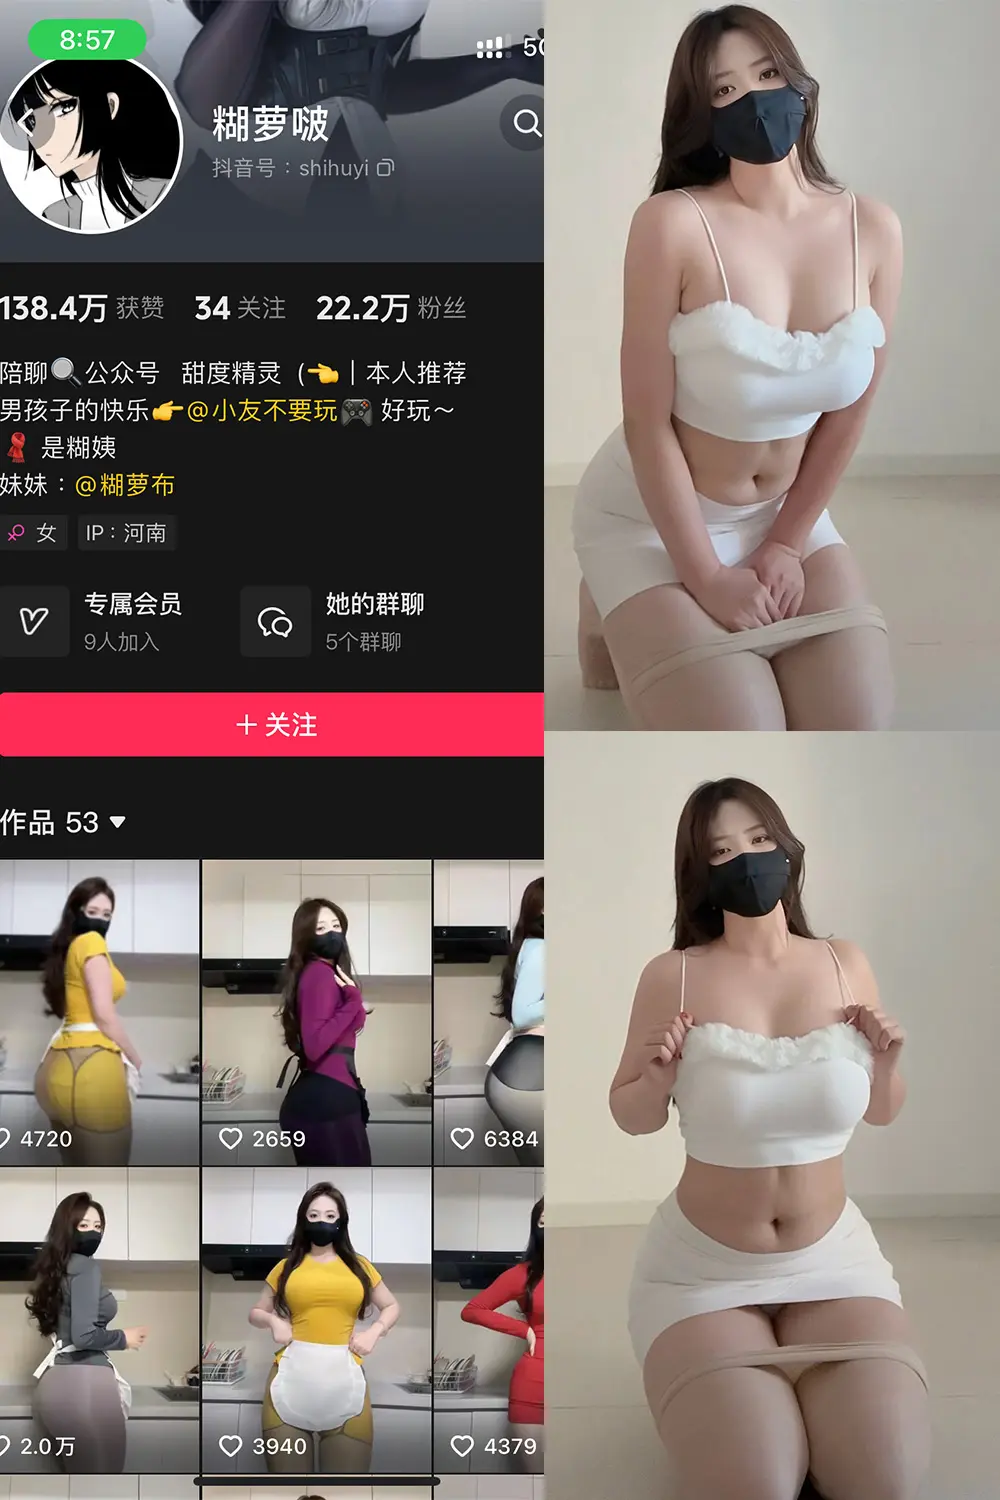 8:57
5G
糊萝啵
抖音号：shihuyi
138.4万 获赞 34 关注 22.2万 粉丝
陪聊🔍公众号 甜度精灵（👈｜本人推荐
男孩子的快乐👉@小友不要玩🎮 好玩～
🧣 是糊姨
妹妹：@糊萝布
女 IP：河南
专属会员
9人加入
她的群聊
5个群聊
+ 关注
作品 53
4720
2659
6384
2.0万
3940
4379